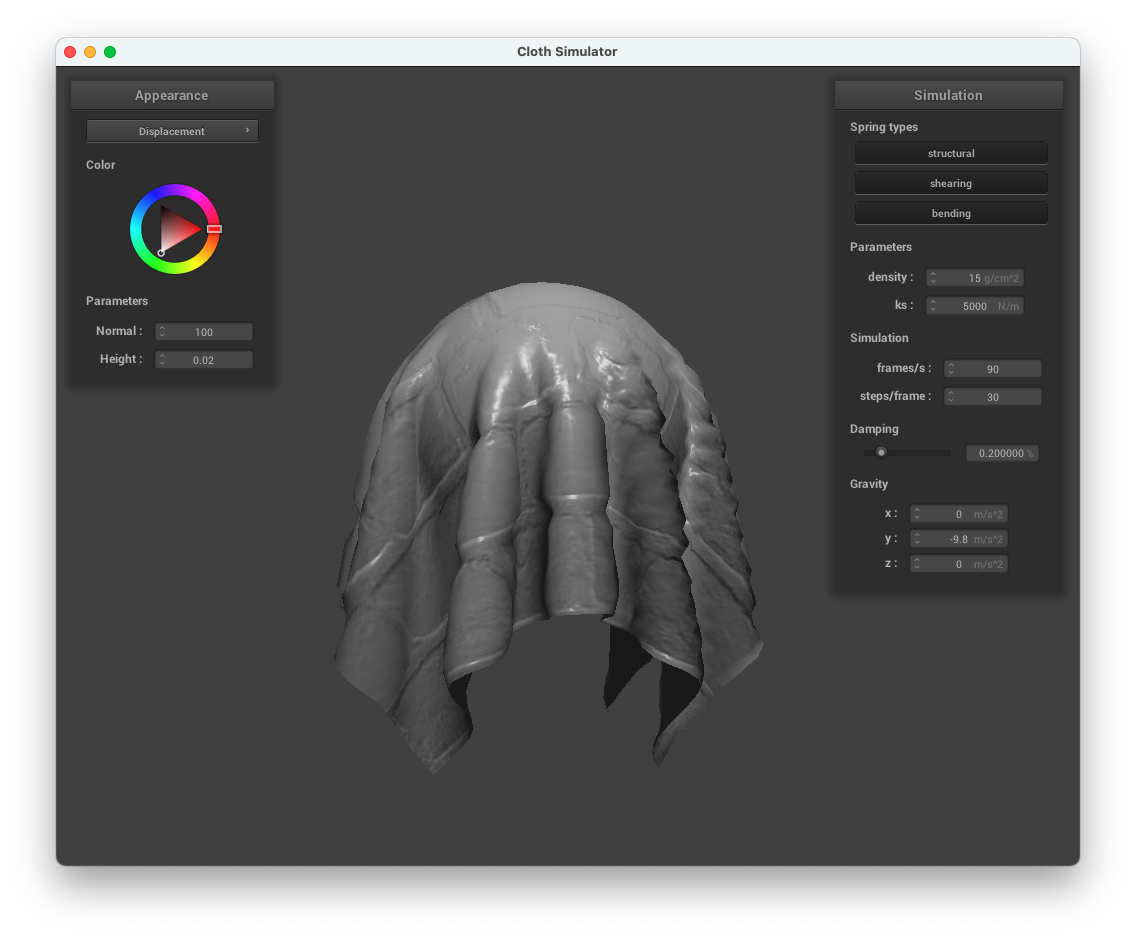 Cloth Simulator
Appearance
Displacement ›
Color
Parameters
Normal : 100
Height : 0.02
Simulation
Spring types
structural
shearing
bending
Parameters
density : 15 g/cm^2
ks : 5000 N/m
Simulation
frames/s : 90
steps/frame : 30
Damping
0.200000 %
Gravity
x : 0 m/s^2
y : -9.8 m/s^2
z : 0 m/s^2